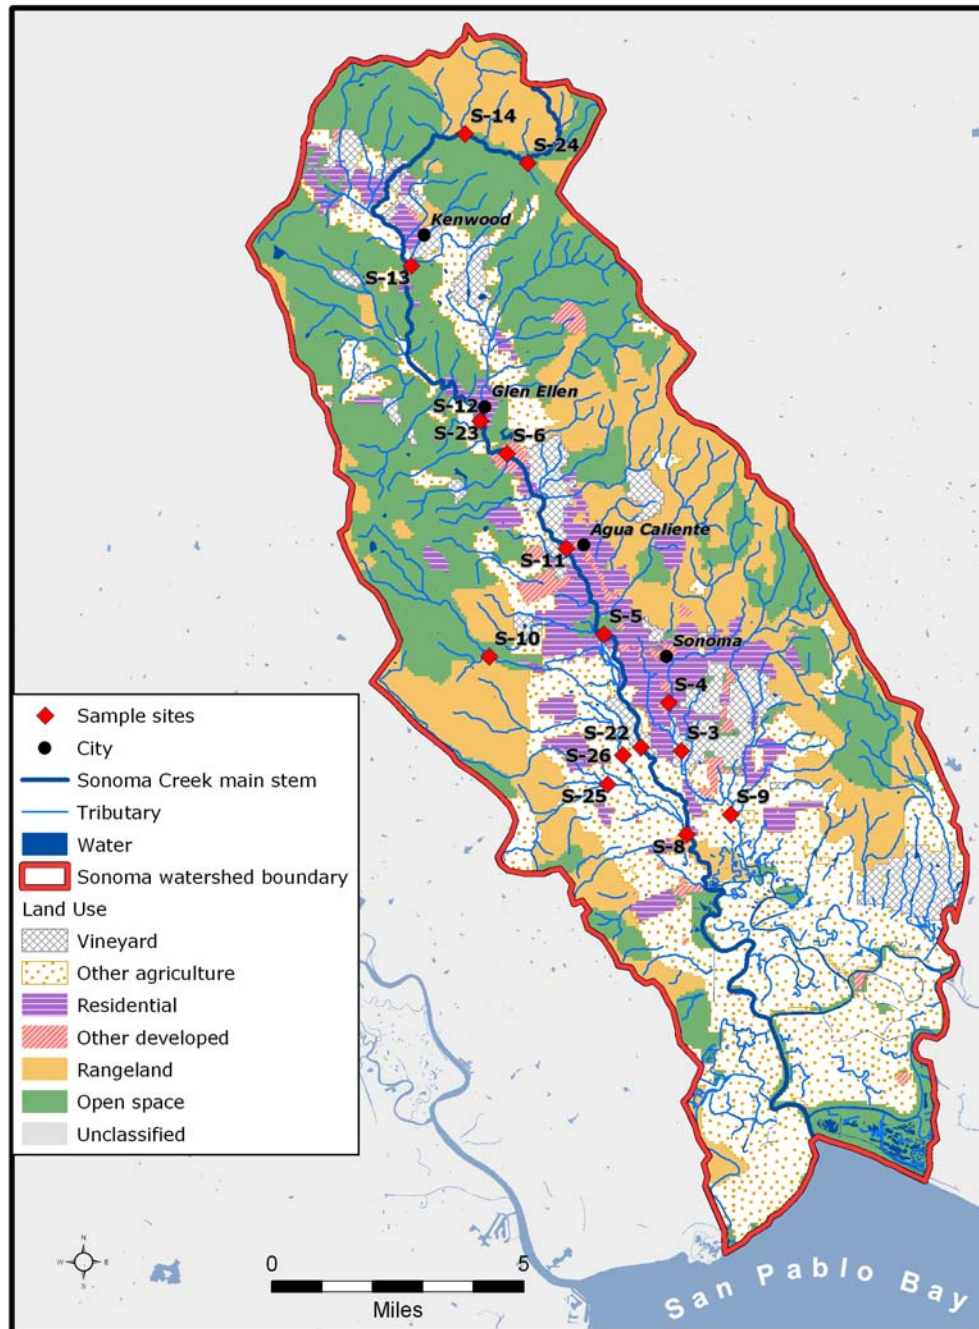 S-14
S-24
Kenwood
S-13
Glen Ellen
S-12
S-23
S-6
Agua Caliente
S-11
S-5
S-10
Sonoma
S-4
S-22
S-3
S-26
S-25
S-9
S-8
Sample sites
City
Sonoma Creek main stem
Tributary
Water
Sonoma watershed boundary
Land Use
Vineyard
Other agriculture
Residential
Other developed
Rangeland
Open space
Unclassified
N
W
E
S
0
5
Miles
San Pablo Bay